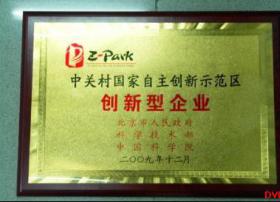 Z-Park
中关村国家自主创新示范区
创新型企业
北京市人民政府
科学技术部
中国科学院
二〇〇九年十二月